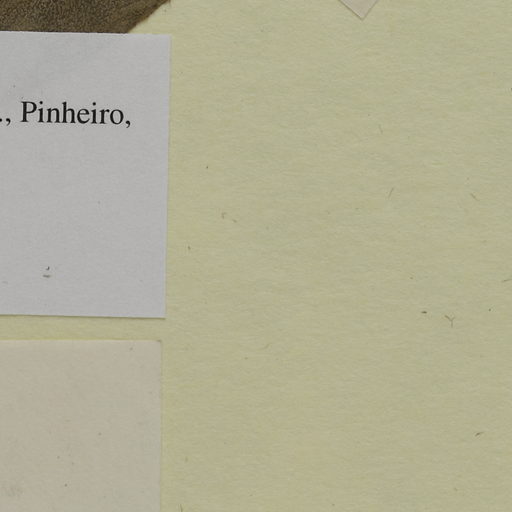 ., Pinheiro,